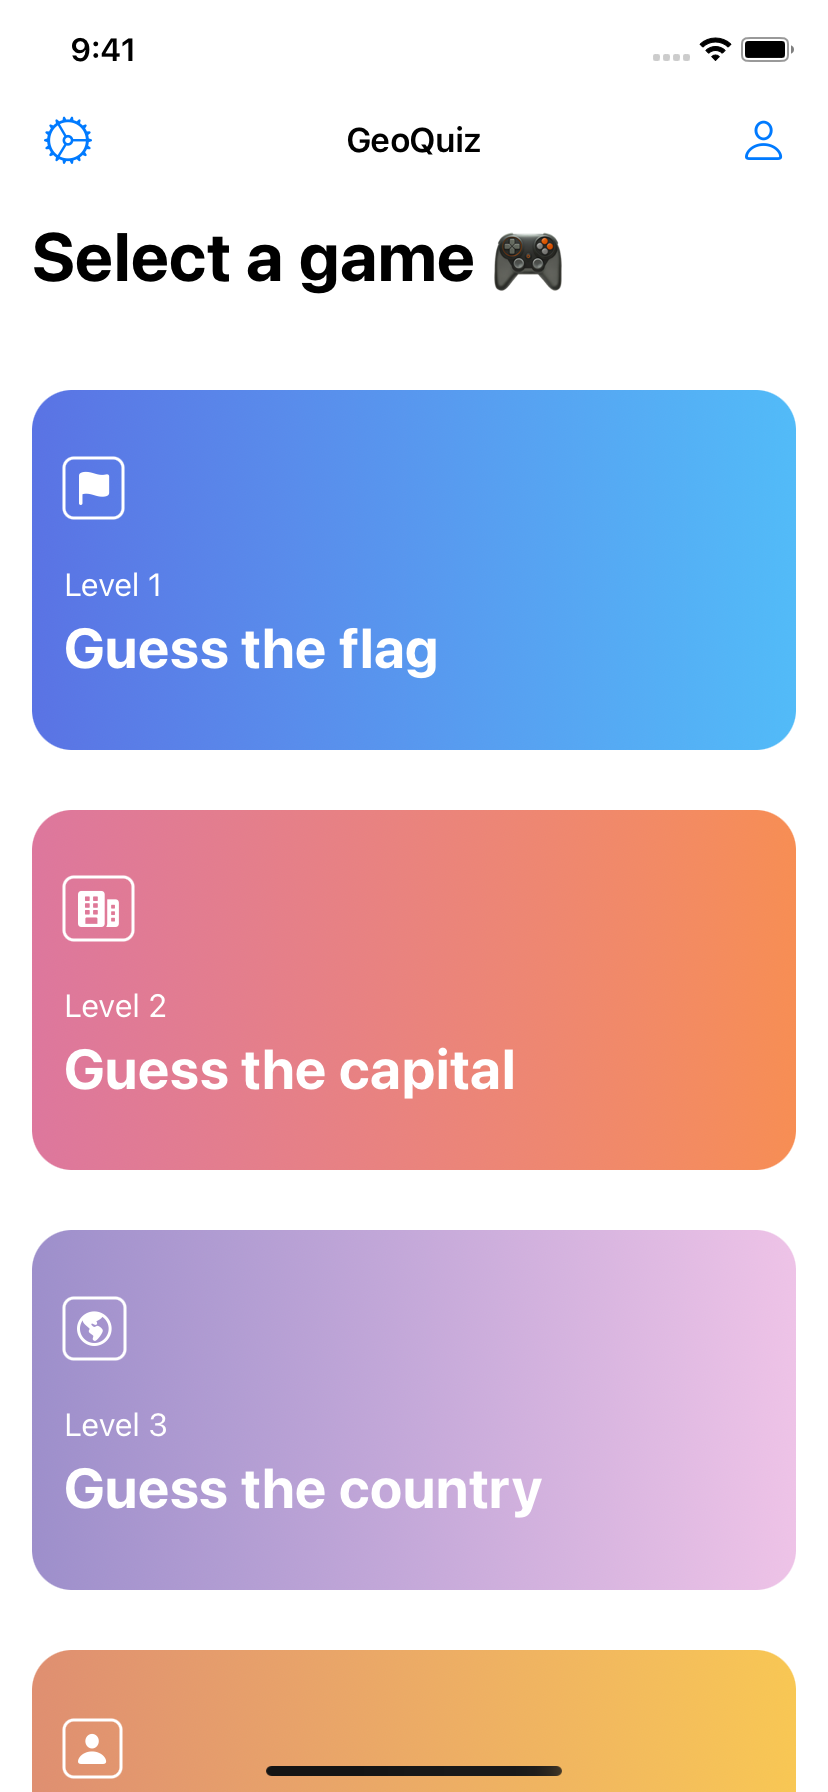 9:41
GeoQuiz
Select a game 🎮
Level 1
Guess the flag
Level 2
Guess the capital
Level 3
Guess the country